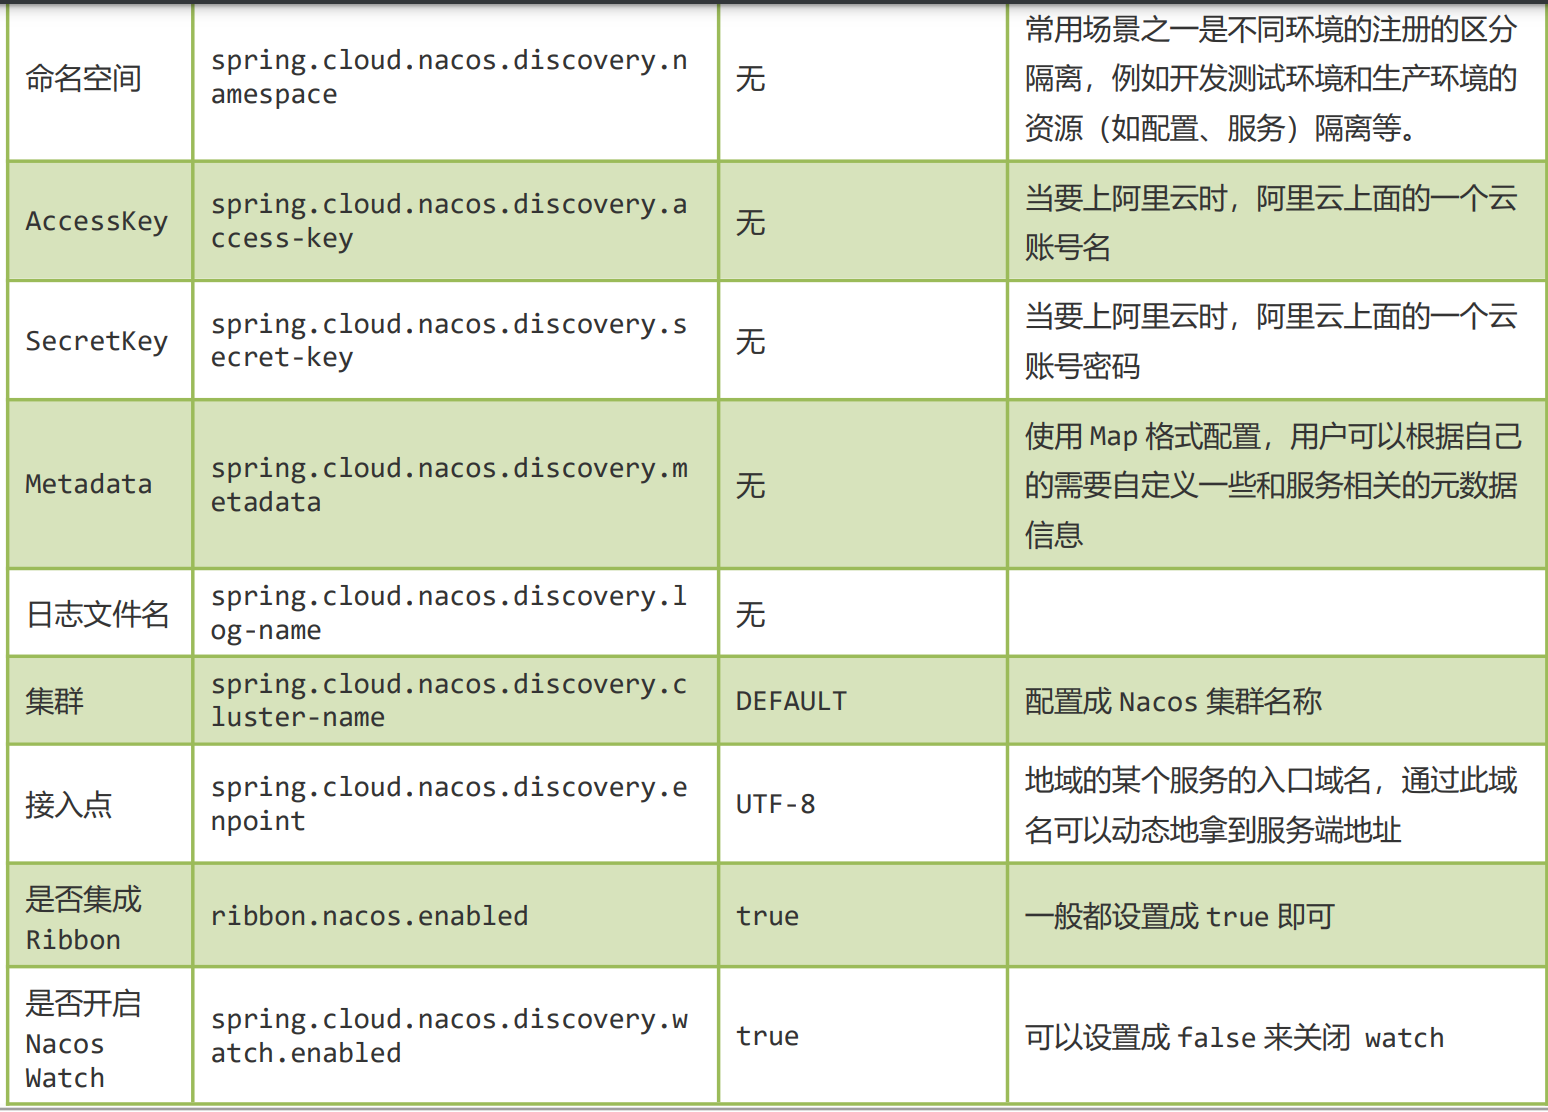 常用场景之一是不同环境的注册的区分
命名空间
spring.cloud.nacos.discovery.n
amespace
无
隔离，例如开发测试环境和生产环境的
资源（如配置、服务）隔离等。
AccessKey
spring.cloud.nacos.discovery.a
ccess-key
无
当要上阿里云时，阿里云上面的一个云
账号名
SecretKey
spring.cloud.nacos.discovery.s
ecret-key
无
当要上阿里云时，阿里云上面的一个云
账号密码
Metadata
spring.cloud.nacos.discovery.m
etadata
无
使用 Map 格式配置，用户可以根据自己
的需要自定义一些和服务相关的元数据
信息
日志文件名
spring.cloud.nacos.discovery.l
og-name
无
集群
spring.cloud.nacos.discovery.c
luster-name
DEFAULT
配置成 Nacos 集群名称
接入点
spring.cloud.nacos.discovery.e
npoint
UTF-8
地域的某个服务的入口域名，通过此域
名可以动态地拿到服务端地址
是否集成
Ribbon
ribbon.nacos.enabled
true
一般都设置成 true 即可
是否开启
Nacos
Watch
spring.cloud.nacos.discovery.w
atch.enabled
true
可以设置成 false 来关闭 watch